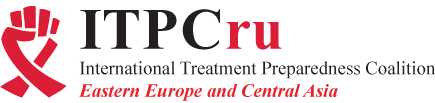 ITPCru
International Treatment Preparedness Coalition
Eastern Europe and Central Asia